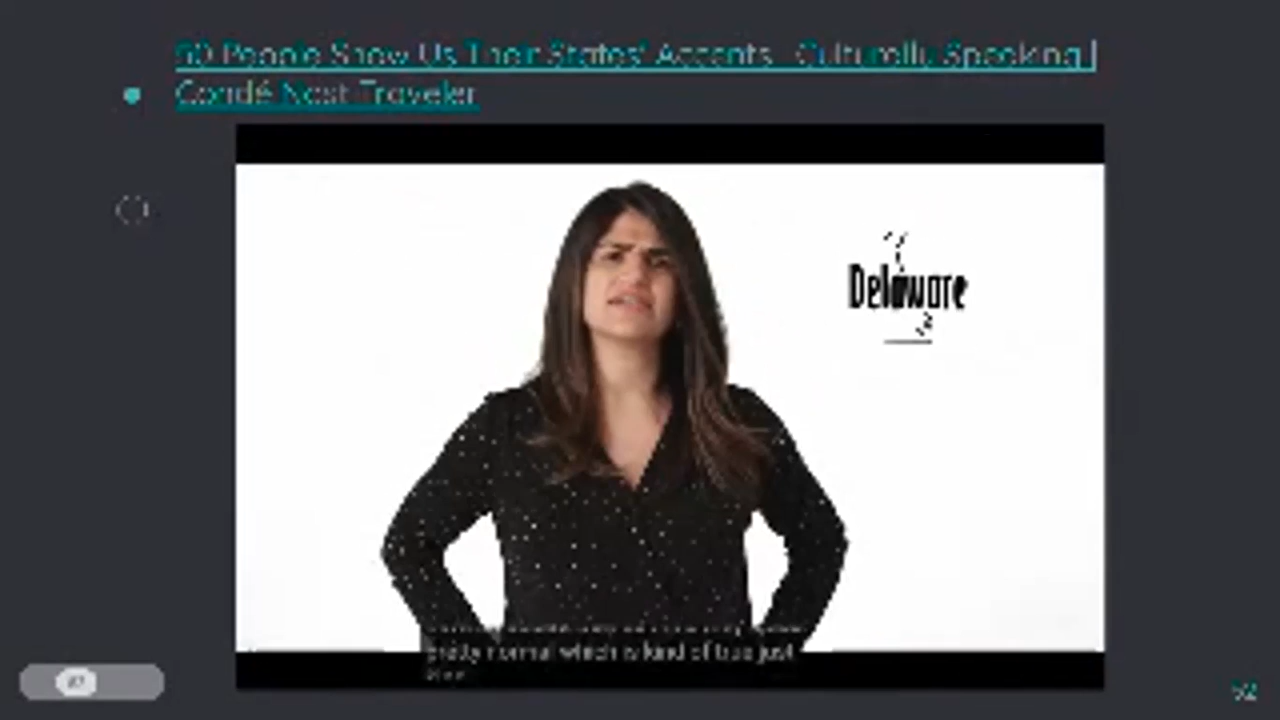 50 People Show Us Their States' Accents Culturally Speaking |
Condé Nast Traveler
Delaware
pretty normal which is kind of true just
52